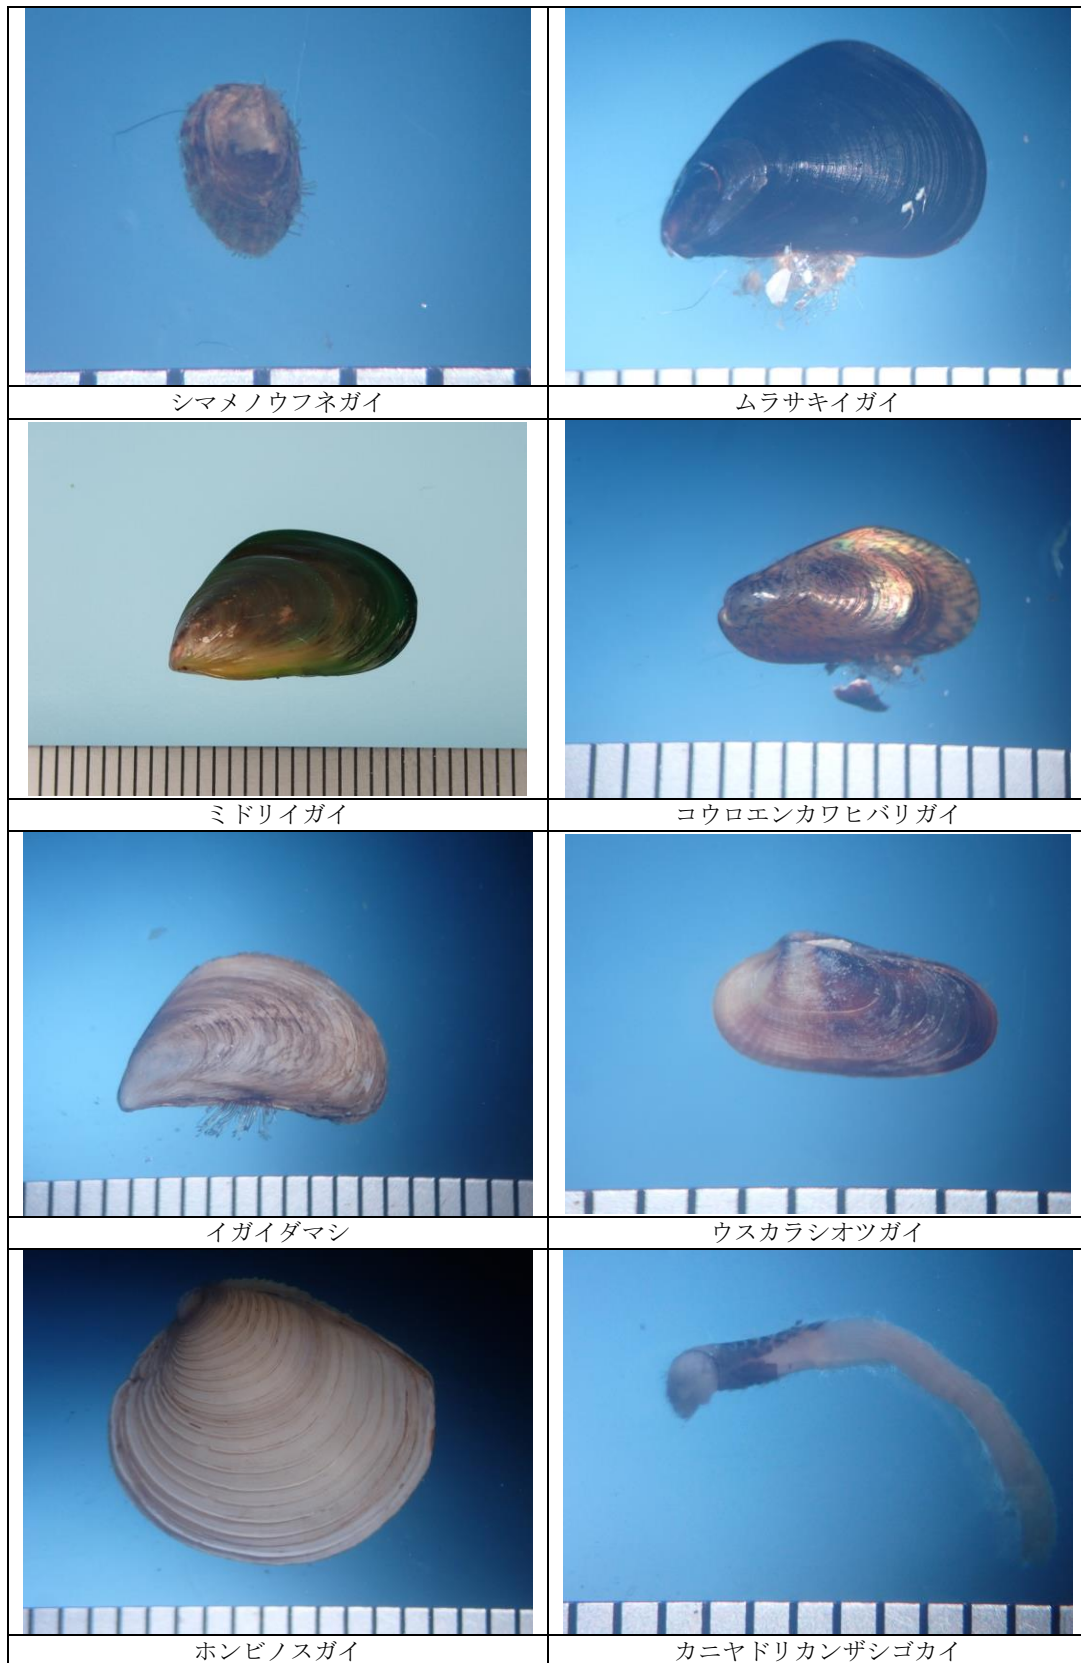 シマメノウフネガイ
ムラサキイガイ
ミドリイガイ
コウロエンカワヒバリガイ
イガイダマシ
ウスカラシオツガイ
ホンビノスガイ
カニヤドリカンザシゴカイ